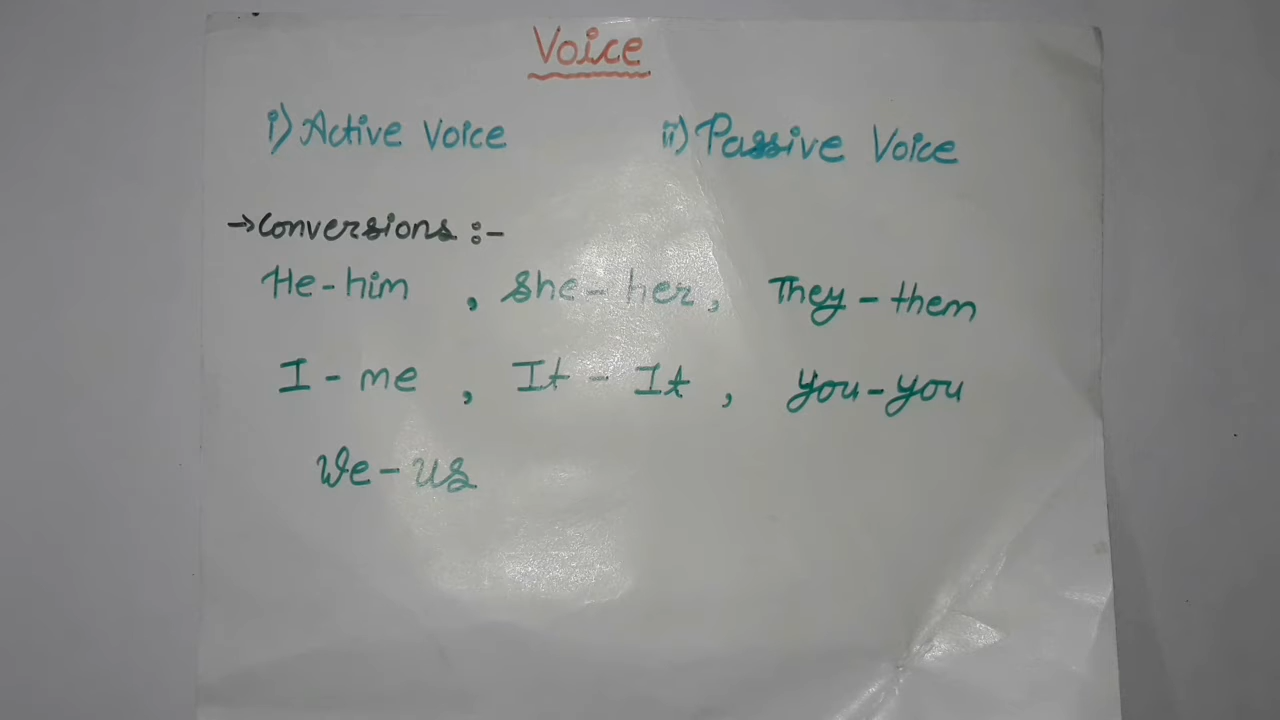 Voice
i) Active Voice ii) Passive Voice
→Conversions :-
He-him , She-her, They-them
I-me , It-It , you-you
We-us